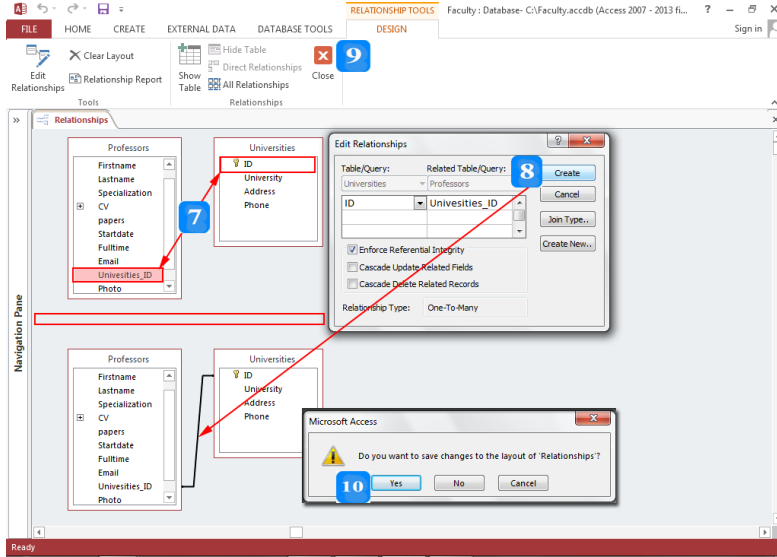 RELATIONSHIP TOOLS
Faculty : Database- C:\Faculty.accdb (Access 2007 - 2013 fi...
FILE HOME CREATE EXTERNAL DATA DATABASE TOOLS DESIGN
Sign in
Edit Relationships
Clear Layout
Relationship Report
Tools
Show Table
Hide Table
Direct Relationships
All Relationships
Close
9
Relationships
Relationships
Navigation Pane
Professors
Firstname
Lastname
Specialization
CV
papers
Startdate
Fulltime
Email
Univesities_ID
Photo
7
Universities
ID
University
Address
Phone
Edit Relationships
Table/Query: Related Table/Query:
Universities Professors
ID Univesities_ID
Enforce Referential Integrity
Cascade Update Related Fields
Cascade Delete Related Records
Relationship Type: One-To-Many
8
Create
Cancel
Join Type..
Create New..
Professors
Firstname
Lastname
Specialization
CV
papers
Startdate
Fulltime
Email
Univesities_ID
Photo
Universities
ID
University
Address
Phone
Microsoft Access
Do you want to save changes to the layout of 'Relationships'?
10
Yes No Cancel
Ready